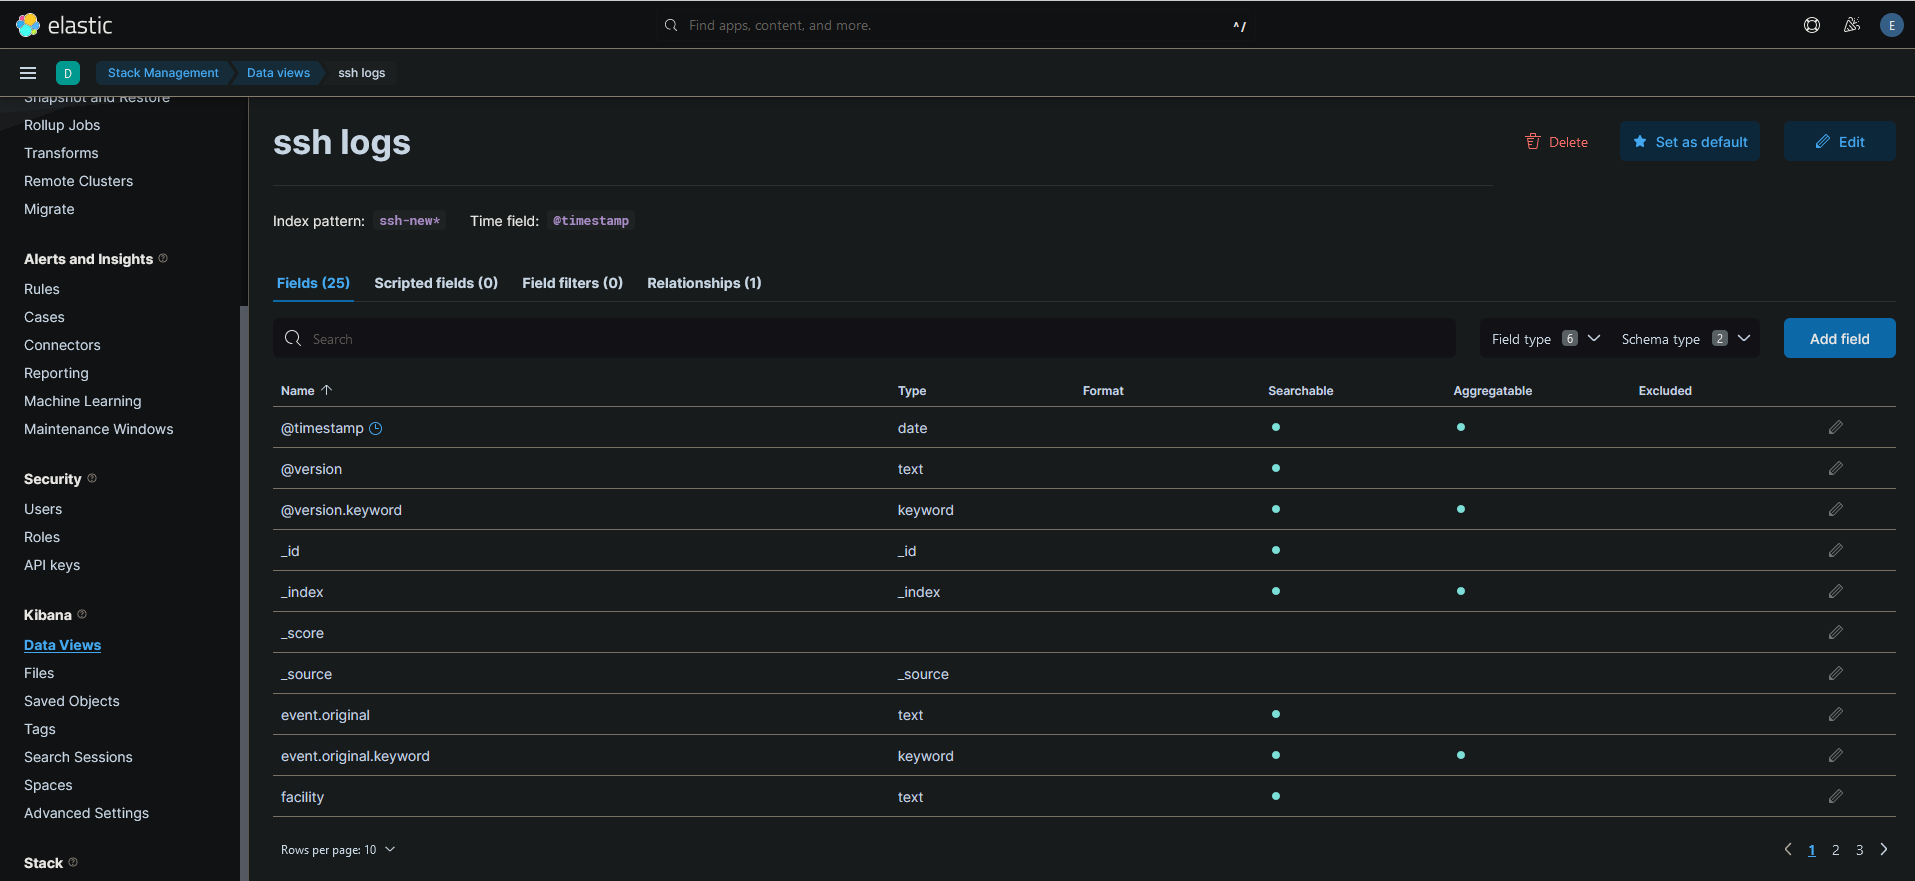 elastic
Find apps, content, and more.
^/
E
D
Stack Management
Data views
ssh logs
Snapshot and Restore
Rollup Jobs
Transforms
Remote Clusters
Migrate
Alerts and Insights
Rules
Cases
Connectors
Reporting
Machine Learning
Maintenance Windows
Security
Users
Roles
API keys
Kibana
Data Views
Files
Saved Objects
Tags
Search Sessions
Spaces
Advanced Settings
Stack
ssh logs
Delete
Set as default
Edit
Index pattern: ssh-new* Time field: @timestamp
Fields (25) Scripted fields (0) Field filters (0) Relationships (1)
Search
Field type 6 Schema type 2
Add field
Name Type Format Searchable Aggregatable Excluded
@timestamp date
@version text
@version.keyword keyword
_id _id
_index _index
_score
_source _source
event.original text
event.original.keyword keyword
facility text
Rows per page: 10
1 2 3